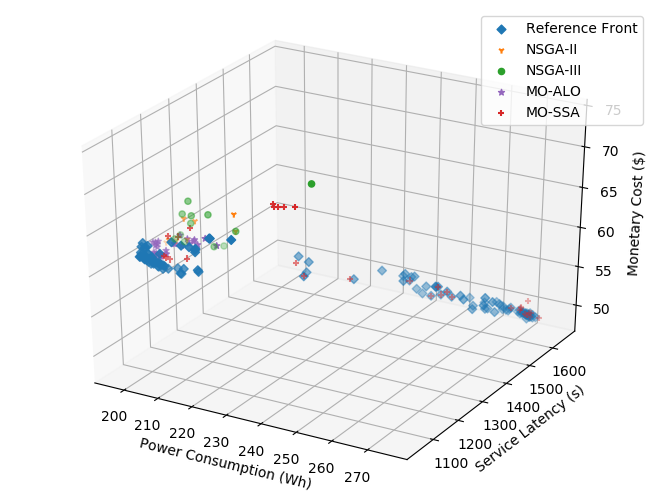 Reference Front
NSGA-II
NSGA-III
MO-ALO
MO-SSA
75
70
65
60
55
50
Monetary Cost ($)
1600
1500
1400
1300
1200
1100
Service Latency (s)
200
210
220
230
240
250
260
270
Power Consumption (Wh)